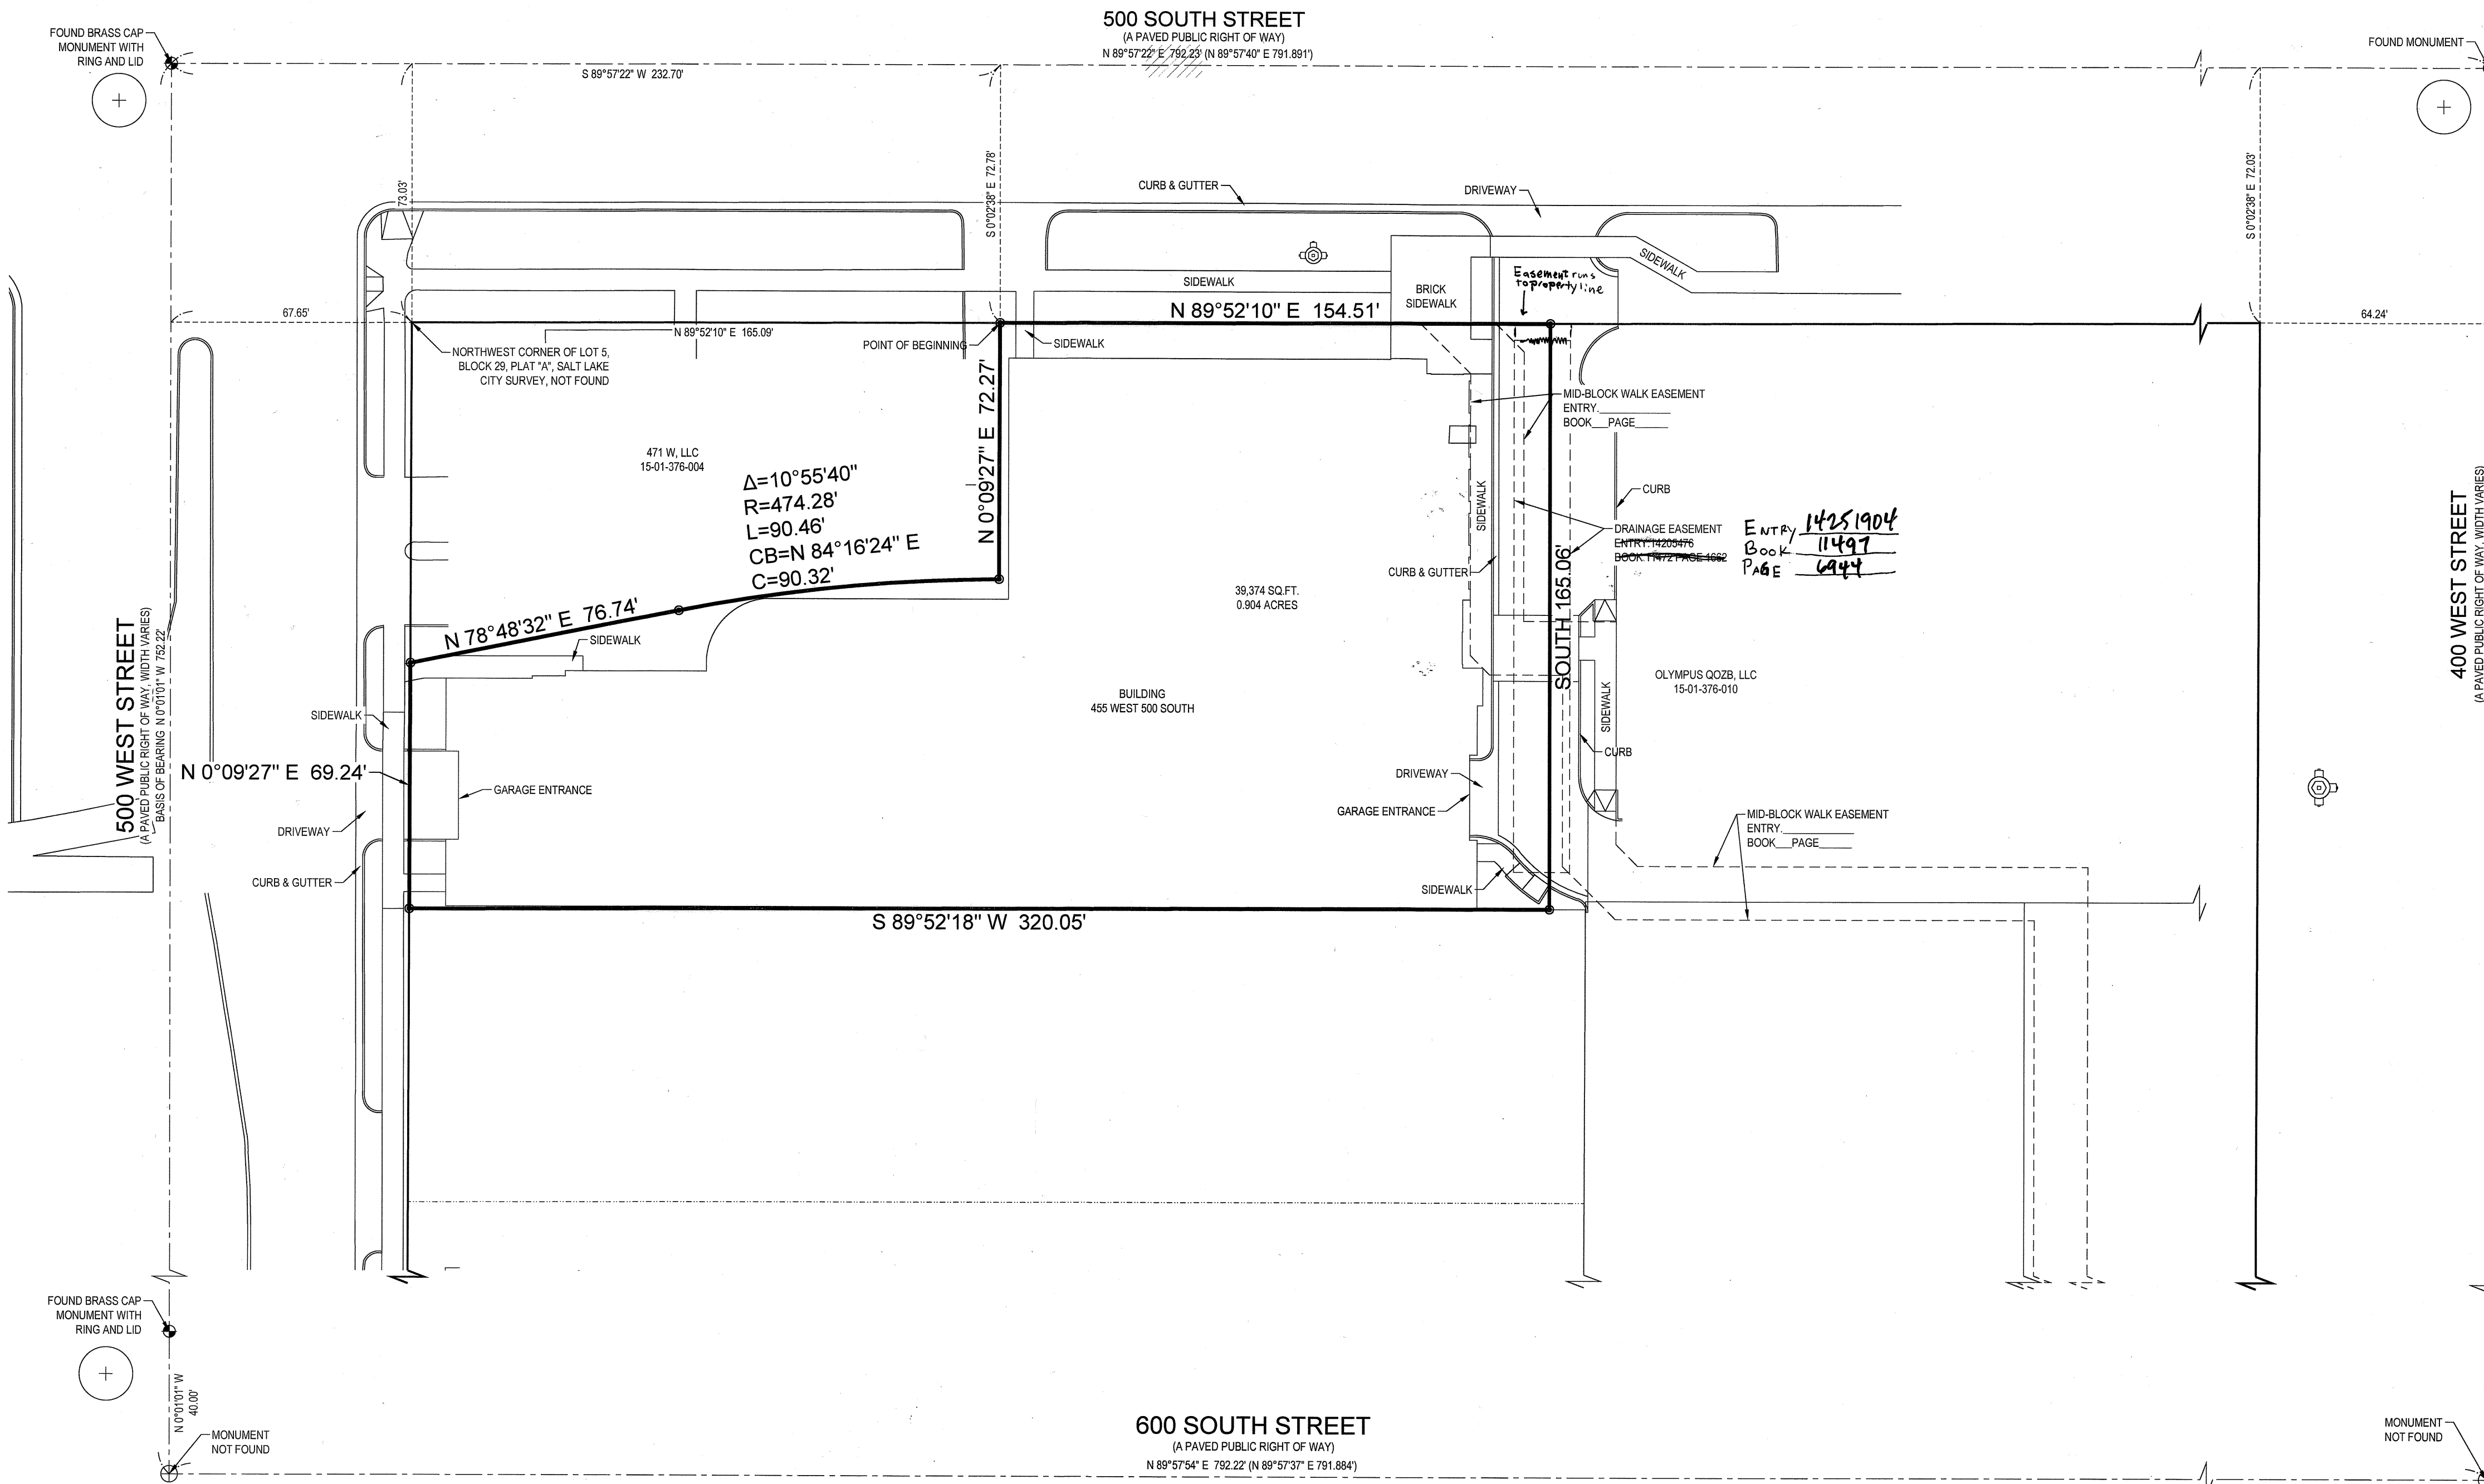 500 SOUTH STREET
(A PAVED PUBLIC RIGHT OF WAY)
N 89°57'22" E 792.23' (N 89°57'40" E 791.891')
FOUND BRASS CAP
MONUMENT WITH
RING AND LID
FOUND MONUMENT
S 89°57'22" W 232.70'
73.03'
S 0°02'38" E 72.78'
S 0°02'38" E 72.03'
CURB & GUTTER
DRIVEWAY
SIDEWALK
SIDEWALK
BRICK
SIDEWALK
Easement runs
to property line
67.65'
N 89°52'10" E 165.09'
N 89°52'10" E 154.51'
64.24'
NORTHWEST CORNER OF LOT 5,
BLOCK 29, PLAT "A", SALT LAKE
CITY SURVEY, NOT FOUND
POINT OF BEGINNING
SIDEWALK
N 0°09'27" E 72.27'
MID-BLOCK WALK EASEMENT
ENTRY.____________
BOOK___PAGE______
471 W, LLC
15-01-376-004
Δ=10°55'40"
R=474.28'
L=90.46'
CB=N 84°16'24" E
C=90.32'
SIDEWALK
CURB
DRAINAGE EASEMENT
ENTRY: 14205476
BOOK 11472 PAGE 1662
ENTRY 14251904
BOOK 11497
PAGE 6944
CURB & GUTTER
SOUTH 165.06'
39,374 SQ.FT.
0.904 ACRES
N 78°48'32" E 76.74'
SIDEWALK
500 WEST STREET
(A PAVED PUBLIC RIGHT OF WAY, WIDTH VARIES)
BASIS OF BEARING N 0°01'01" W 752.22'
400 WEST STREET
(A PAVED PUBLIC RIGHT OF WAY, WIDTH VARIES)
BUILDING
455 WEST 500 SOUTH
OLYMPUS QOZB, LLC
15-01-376-010
SIDEWALK
SIDEWALK
CURB
N 0°09'27" E 69.24'
GARAGE ENTRANCE
DRIVEWAY
GARAGE ENTRANCE
DRIVEWAY
MID-BLOCK WALK EASEMENT
ENTRY.____________
BOOK___PAGE______
CURB & GUTTER
SIDEWALK
S 89°52'18" W 320.05'
FOUND BRASS CAP
MONUMENT WITH
RING AND LID
N 0°01'01" W
40.00'
MONUMENT
NOT FOUND
600 SOUTH STREET
(A PAVED PUBLIC RIGHT OF WAY)
N 89°57'54" E 792.22' (N 89°57'37" E 791.884')
MONUMENT
NOT FOUND